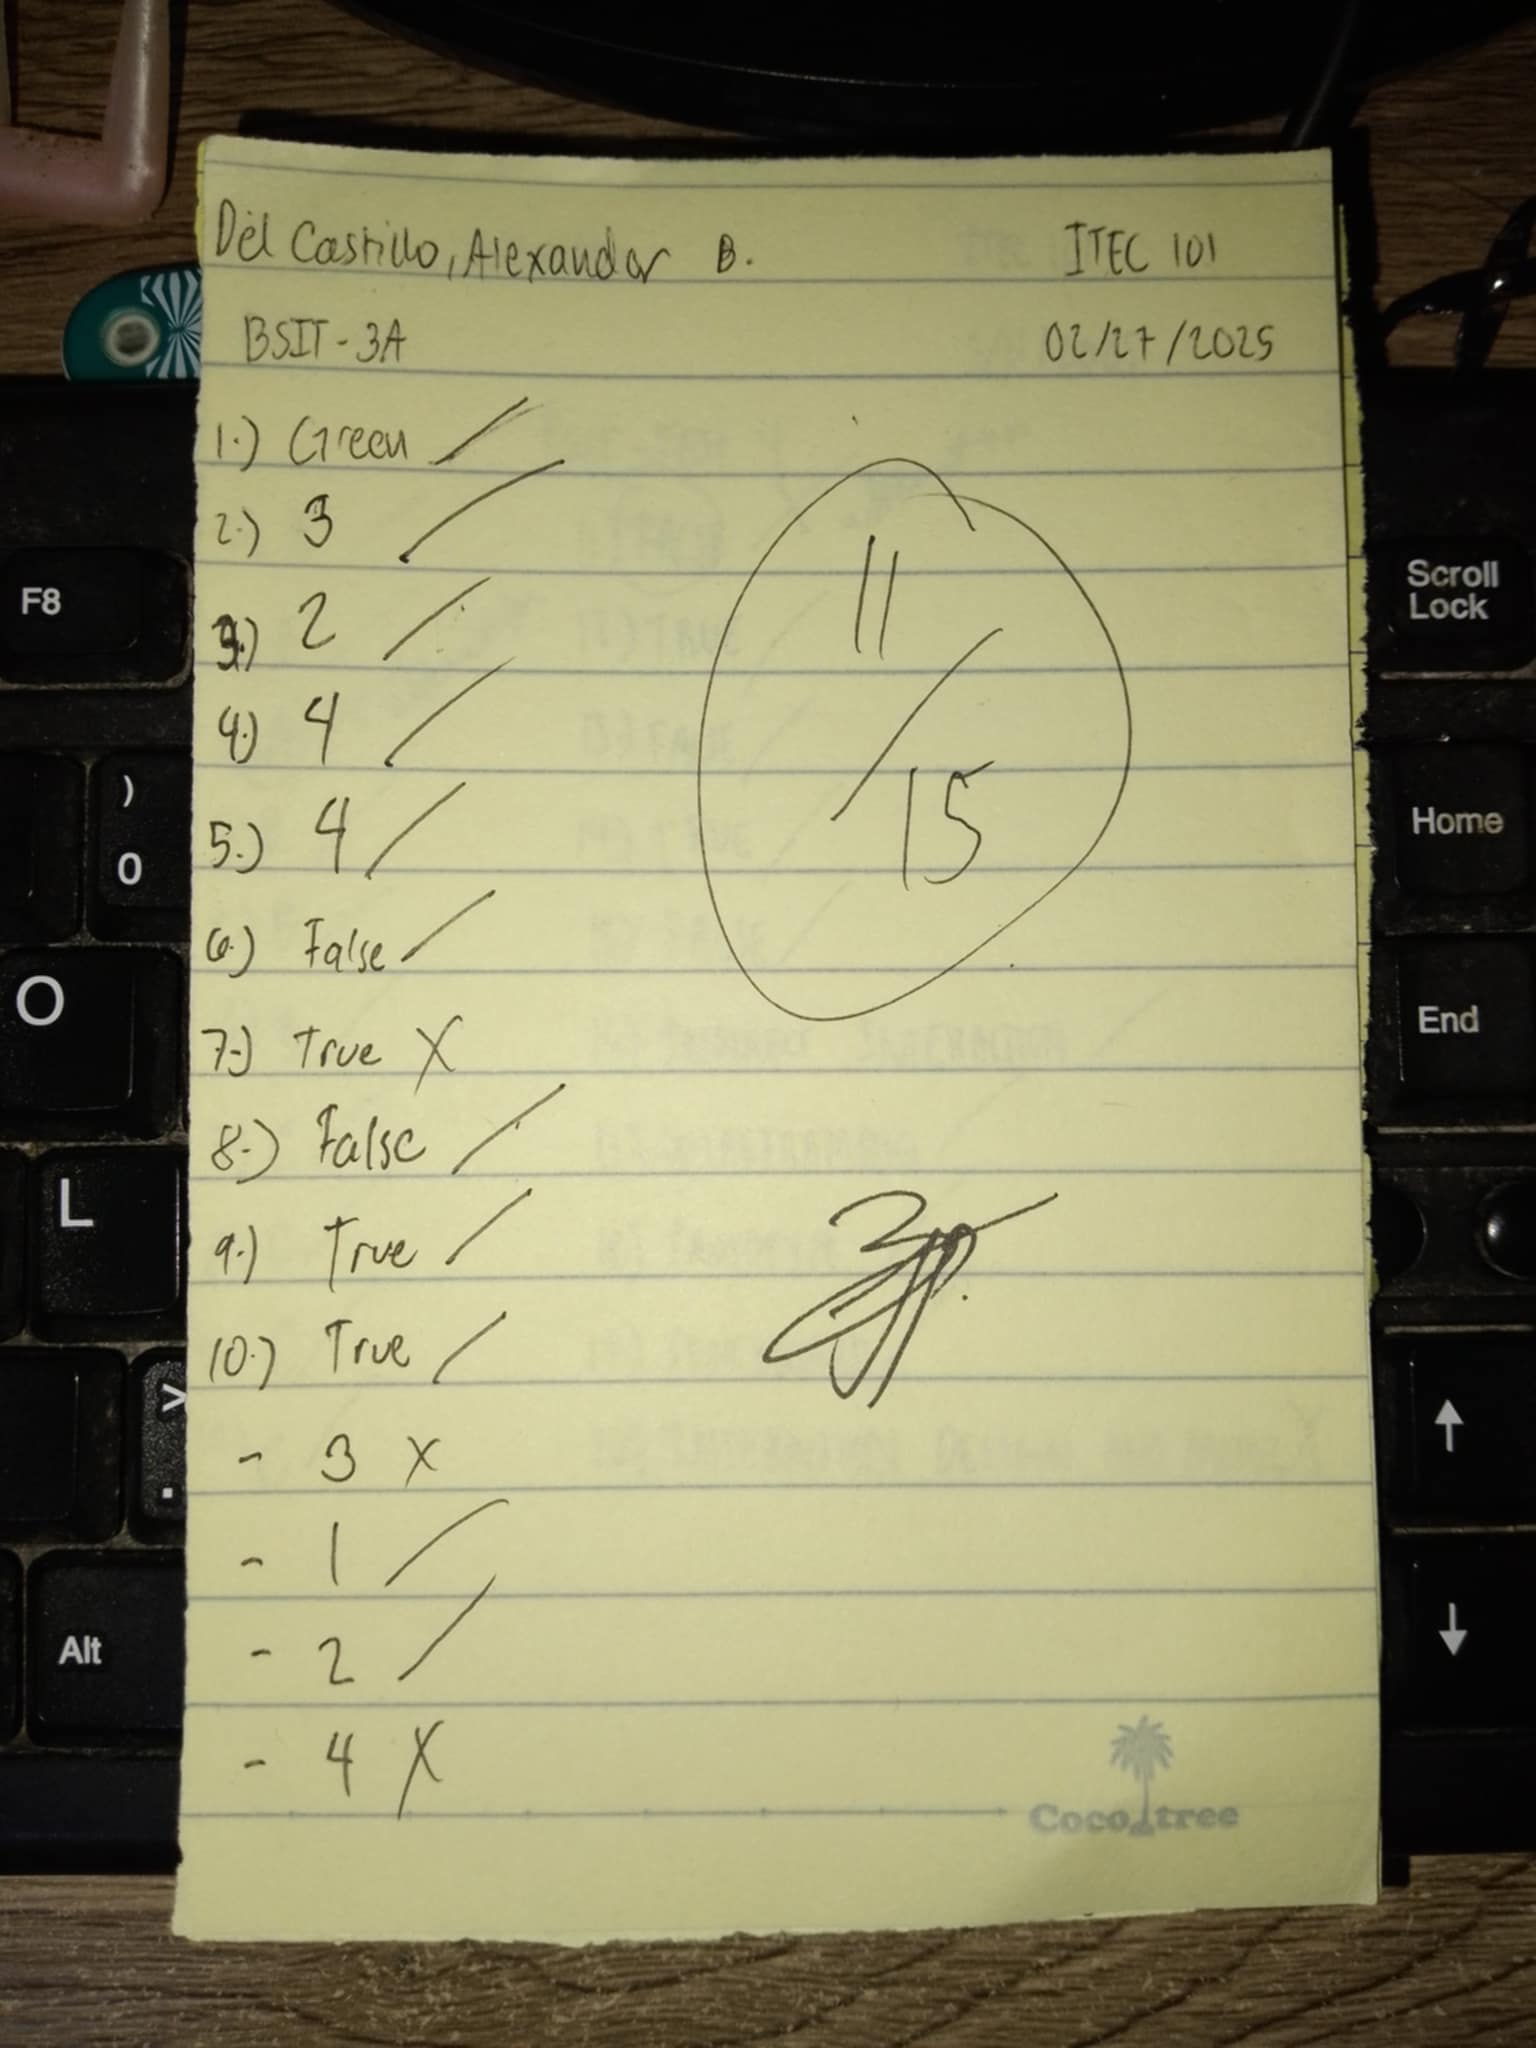 Del Castillo, Alexander B. ITEC 101
BSIT - 3A 02/27/2025
1.) Green
2.) 3
3.) 2
4.) 4
5.) 4
6.) False
7.) True X
8.) False
9.) True
10.) True
- 3 X
- 1
- 2
- 4 X
11/15
Coco tree
F8
)
0
O
L
>
.
Alt
Scroll
Lock
Home
End
↑
↓